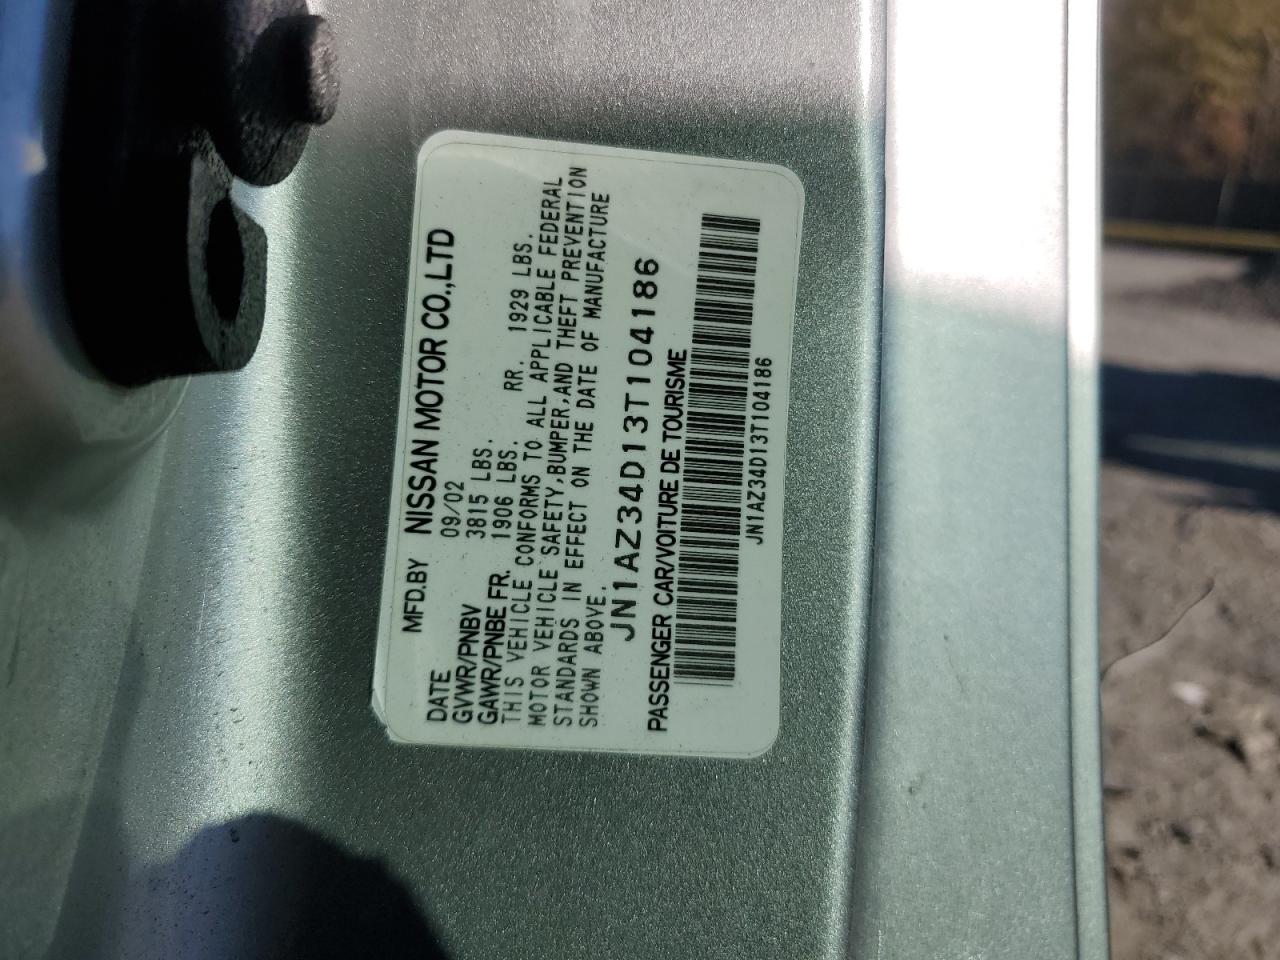 MFD.BY NISSAN MOTOR CO.,LTD
DATE 09/02
GVWR/PNBV 3815 LBS.
GAWR/PNBE FR. 1906 LBS. RR. 1929 LBS.
THIS VEHICLE CONFORMS TO ALL APPLICABLE FEDERAL
MOTOR VEHICLE SAFETY,BUMPER,AND THEFT PREVENTION
STANDARDS IN EFFECT ON THE DATE OF MANUFACTURE
SHOWN ABOVE.
JN1AZ34D13T104186
PASSENGER CAR/VOITURE DE TOURISME
JN1AZ34D13T104186